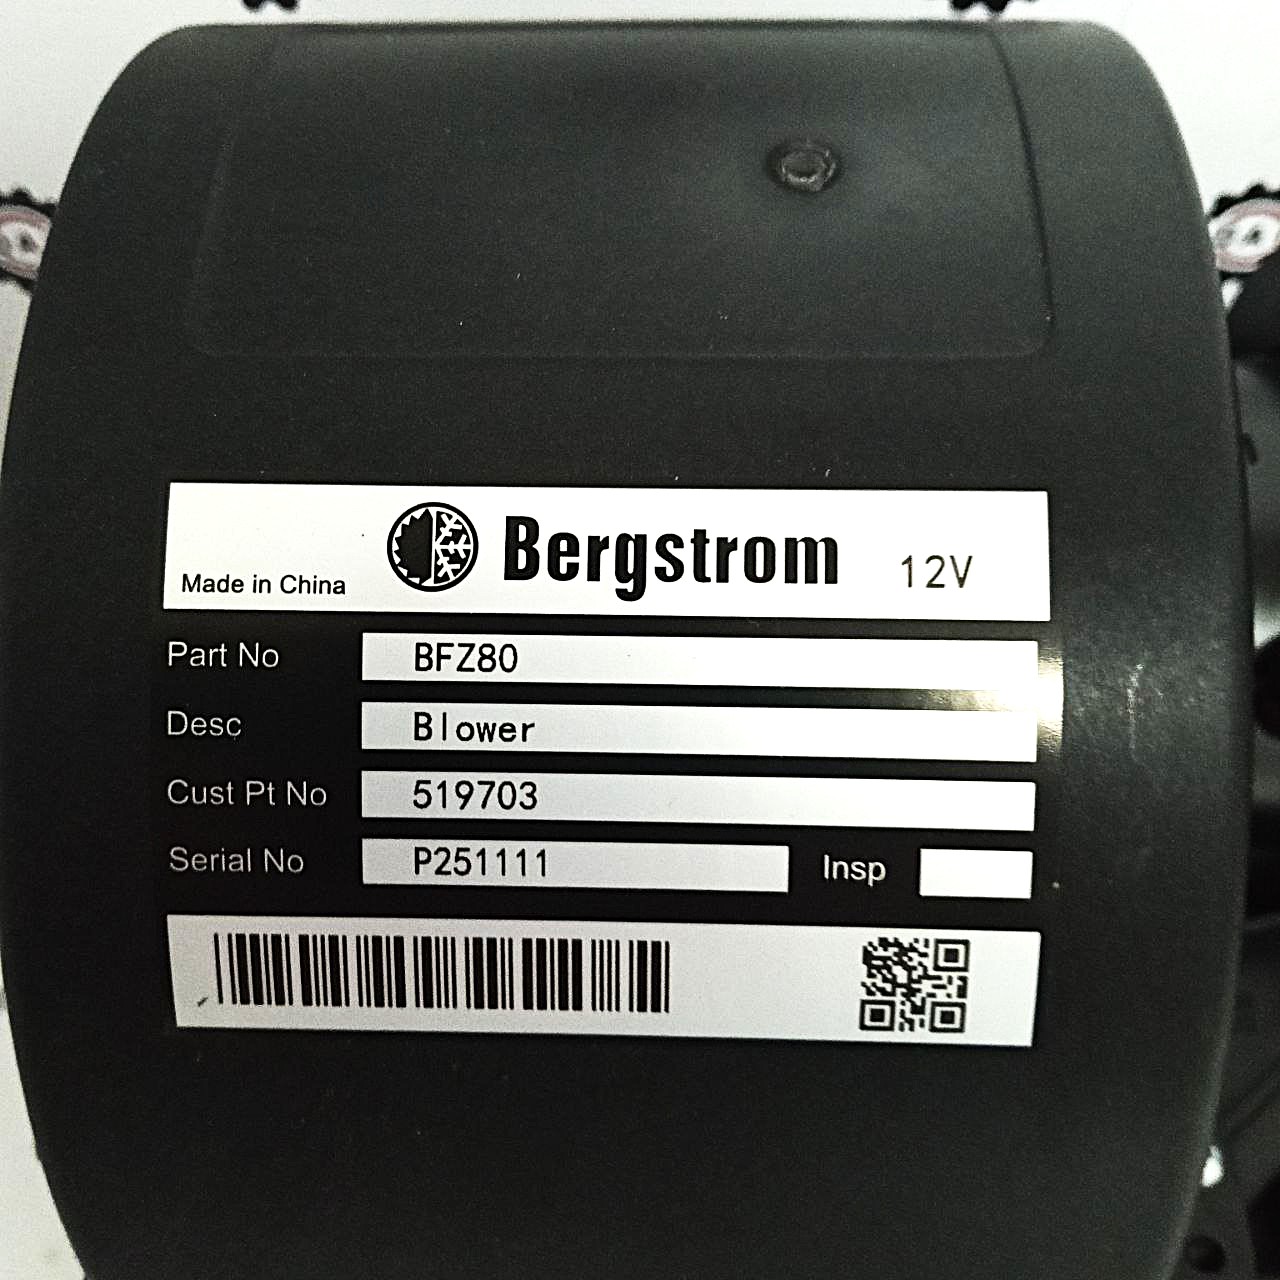 Made in China Bergstrom 12V
Part No BFZ80
Desc Blower
Cust Pt No 519703
Serial No P251111 Insp